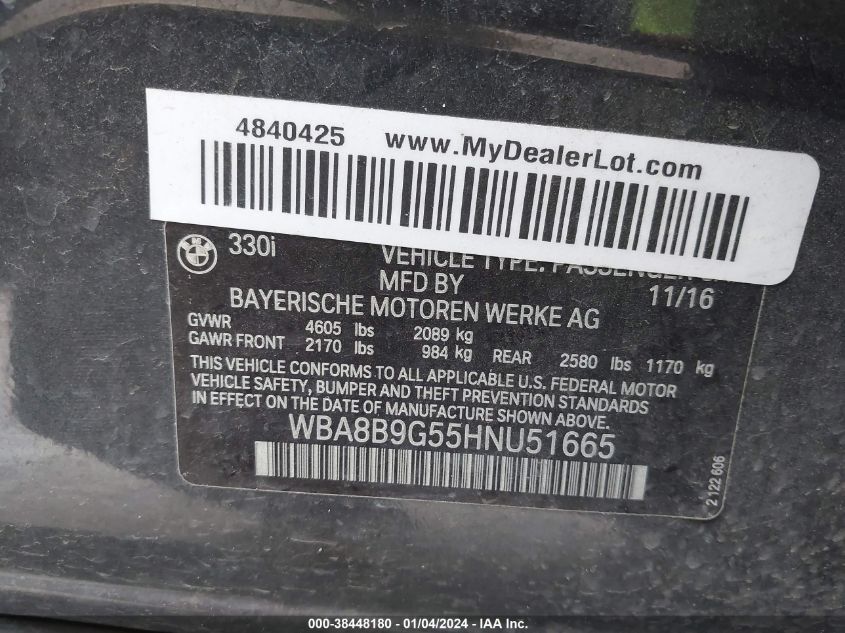 4840425 www.MyDealerLot.com
330i
VEHICLE TYPE: PASSENGER
MFD BY 11/16
BAYERISCHE MOTOREN WERKE AG
GVWR 4605 lbs 2089 kg
GAWR FRONT 2170 lbs 984 kg REAR 2580 lbs 1170 kg
THIS VEHICLE CONFORMS TO ALL APPLICABLE U.S. FEDERAL MOTOR
VEHICLE SAFETY, BUMPER AND THEFT PREVENTION STANDARDS
IN EFFECT ON THE DATE OF MANUFACTURE SHOWN ABOVE.
WBA8B9G55HNU51665
2 122 606
000-38448180 - 01/04/2024 - © IAA Inc.